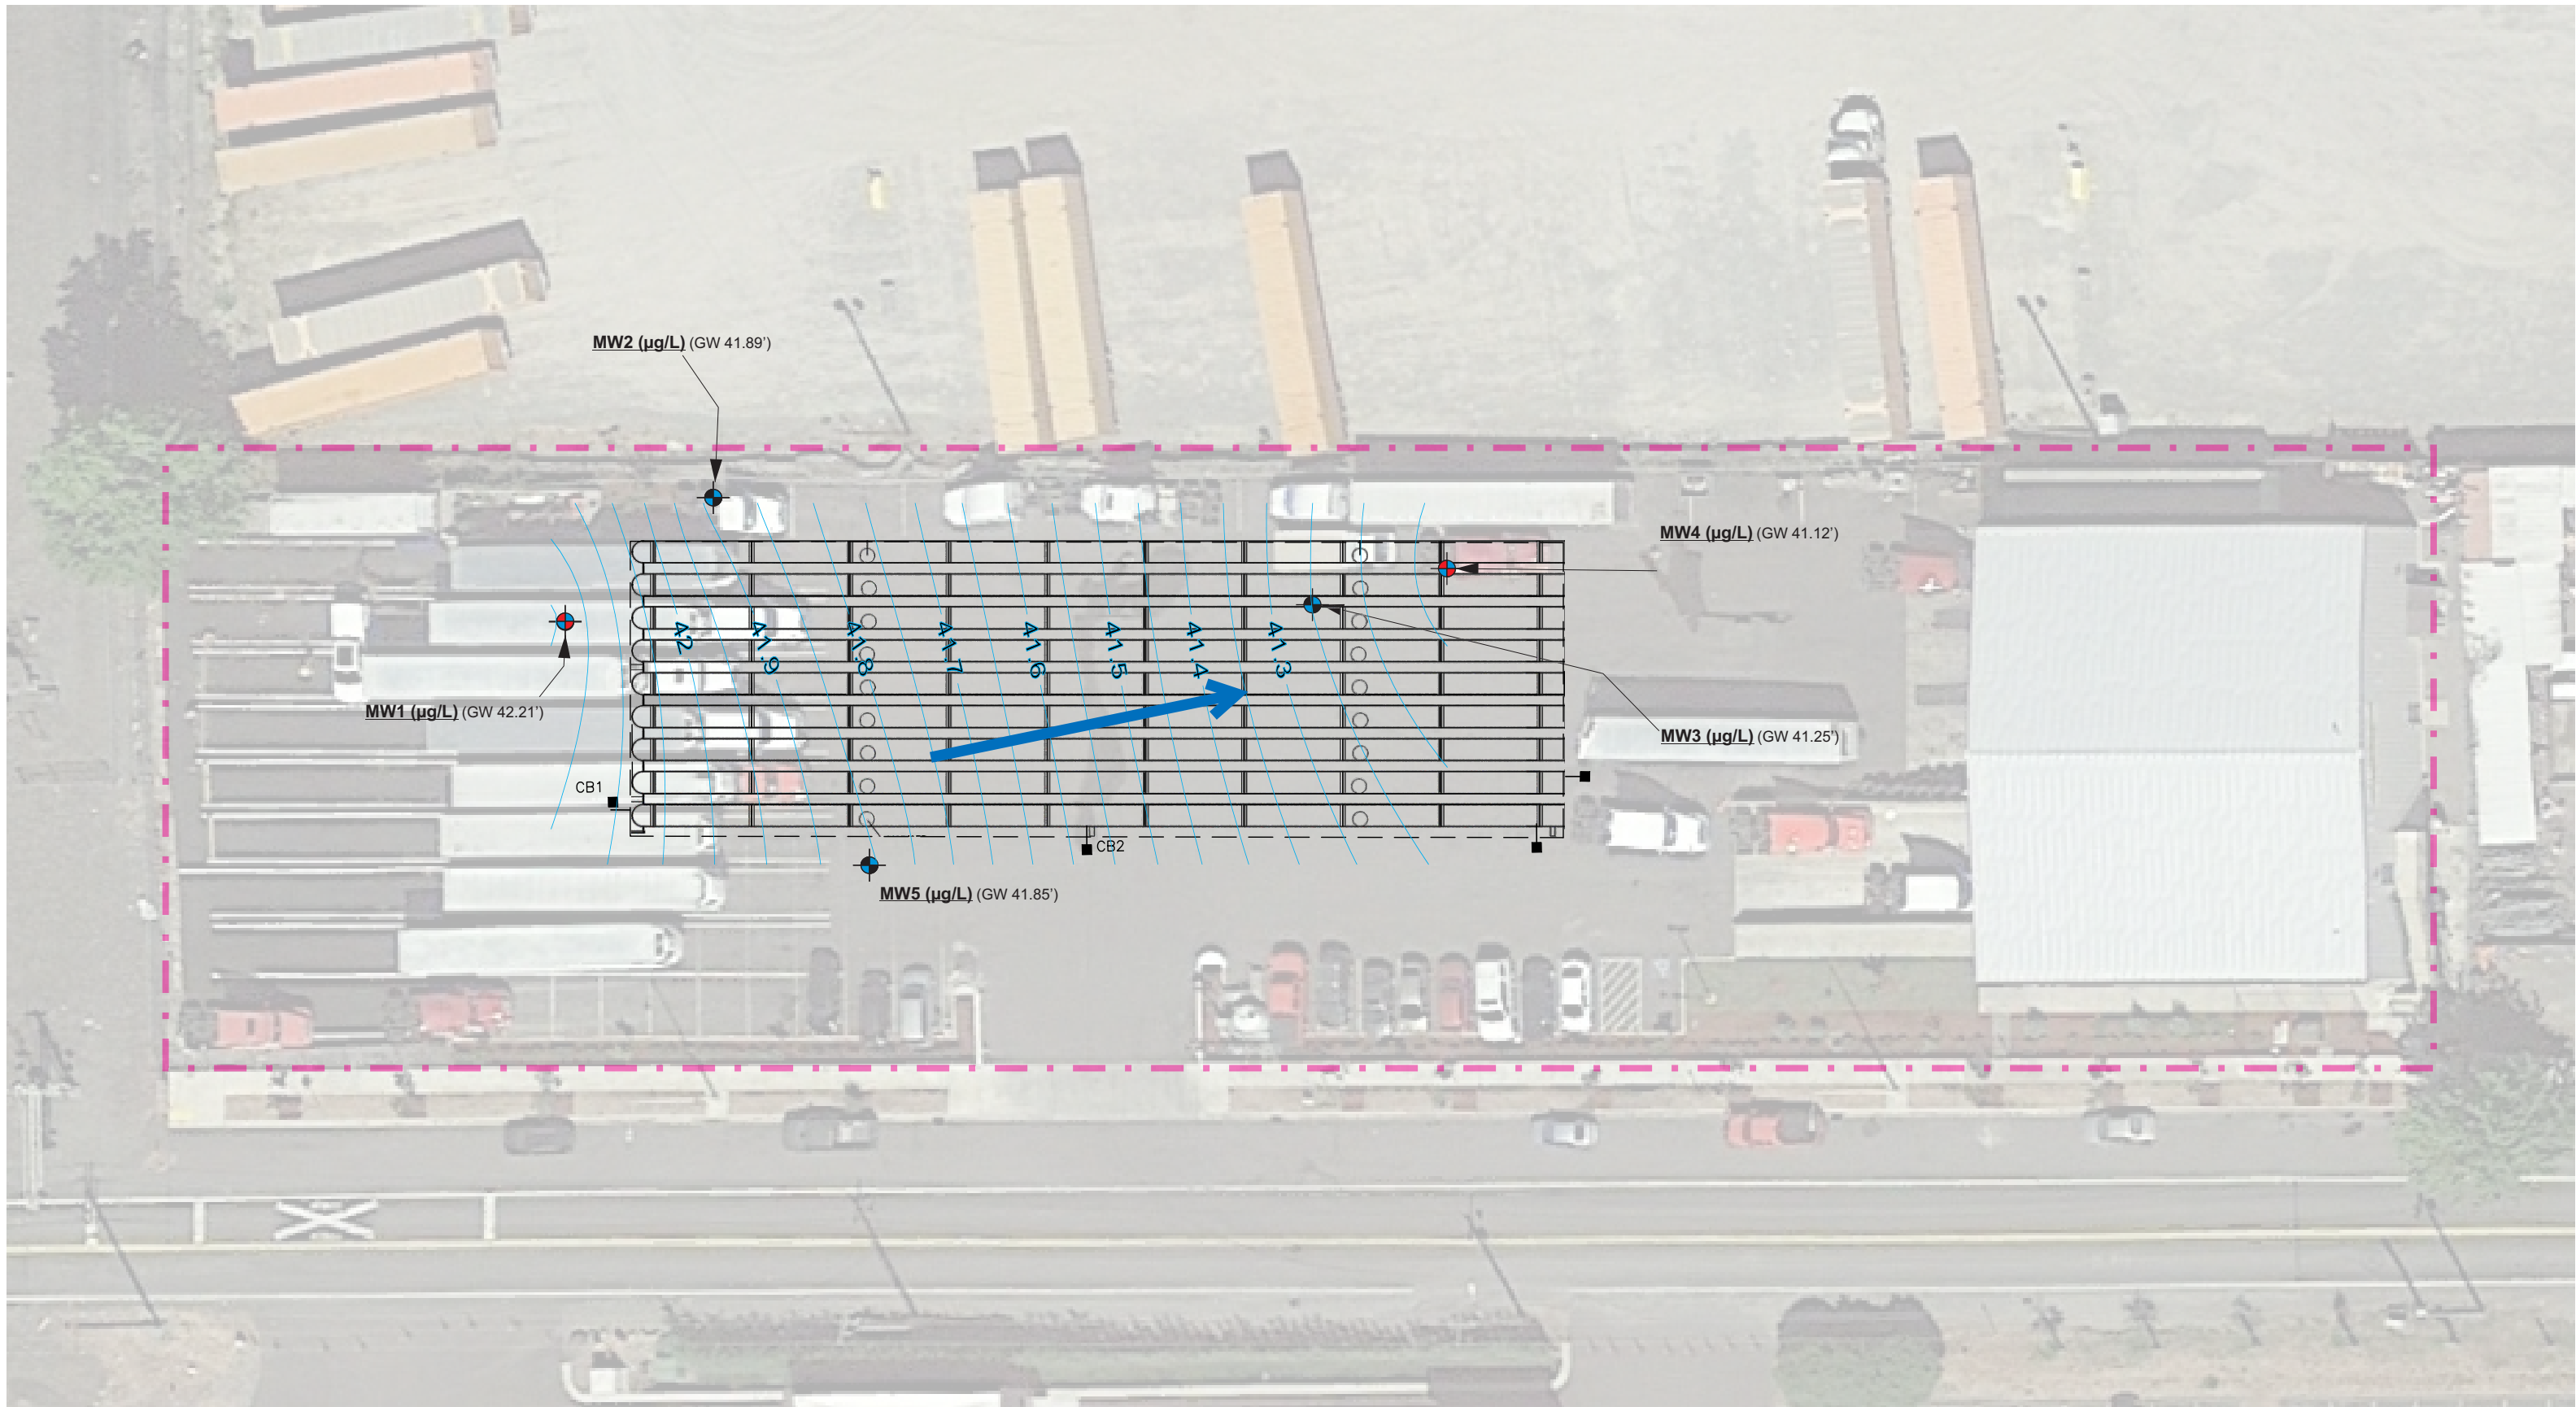 MW2 (µg/L) (GW 41.89’)
MW4 (µg/L) (GW 41.12’)
42
41.9
41.8
41.7
41.6
41.5
41.4
41.3
MW1 (µg/L) (GW 42.21’)
MW3 (µg/L) (GW 41.25’)
CB1
CB2
MW5 (µg/L) (GW 41.85’)